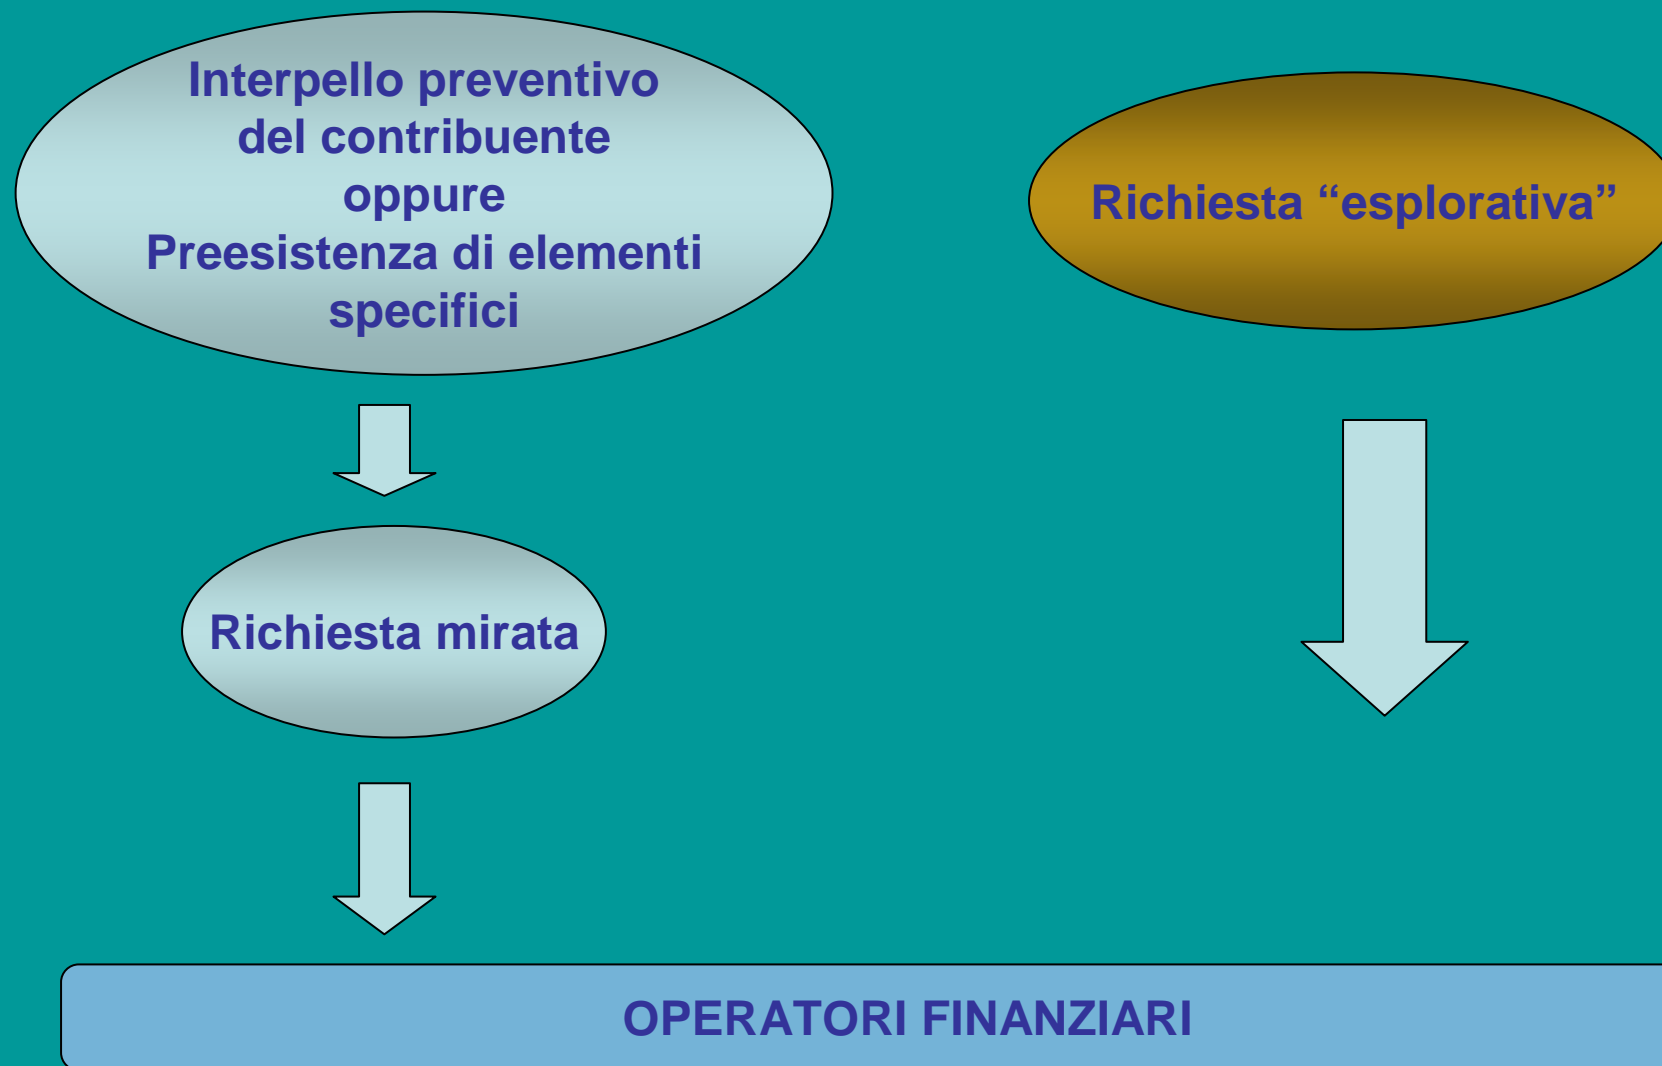 Interpello preventivo
del contribuente
oppure
Preesistenza di elementi
specifici
Richiesta “esplorativa”
Richiesta mirata
OPERATORI FINANZIARI